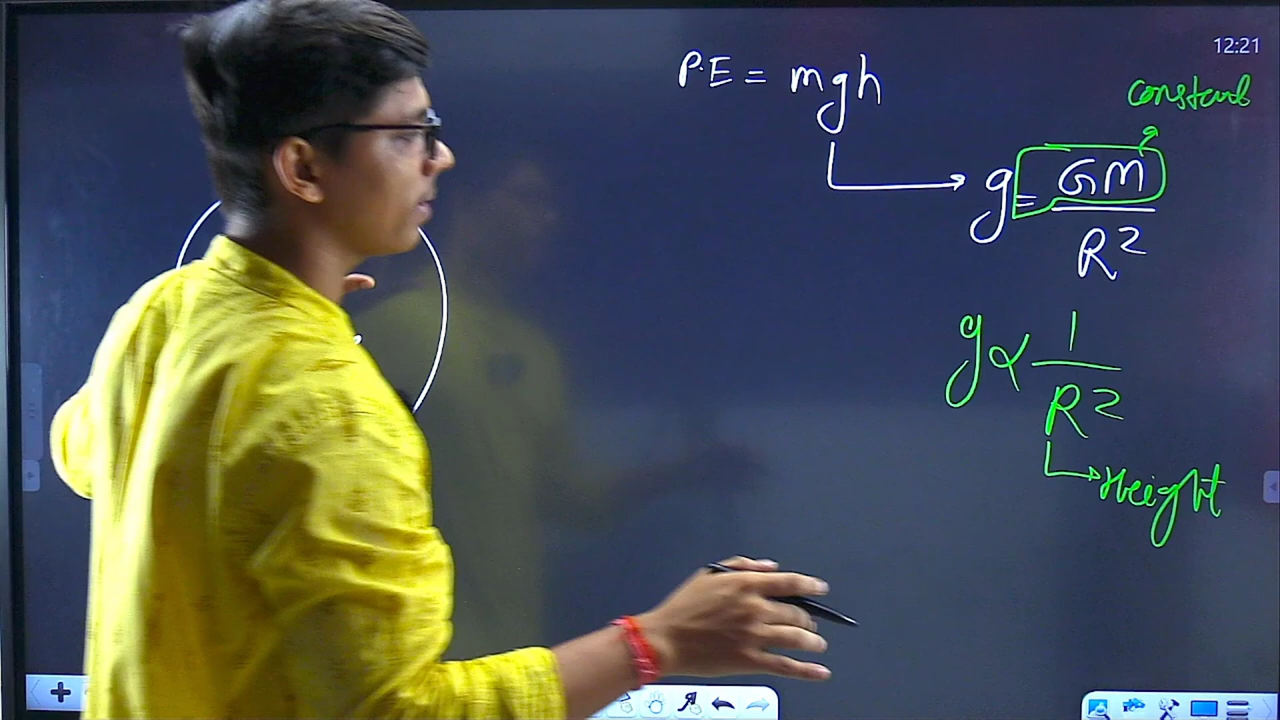 12:21
P.E = mgh
constant
g = GM
R²
g ∝ 1
R²
Height